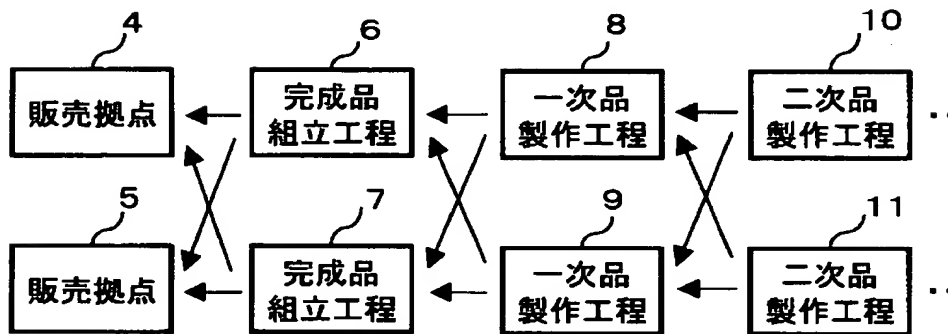 4
6
8
10
販売拠点
完成品
組立工程
一次品
製作工程
二次品
製作工程
5
7
9
11
販売拠点
完成品
組立工程
一次品
製作工程
二次品
製作工程